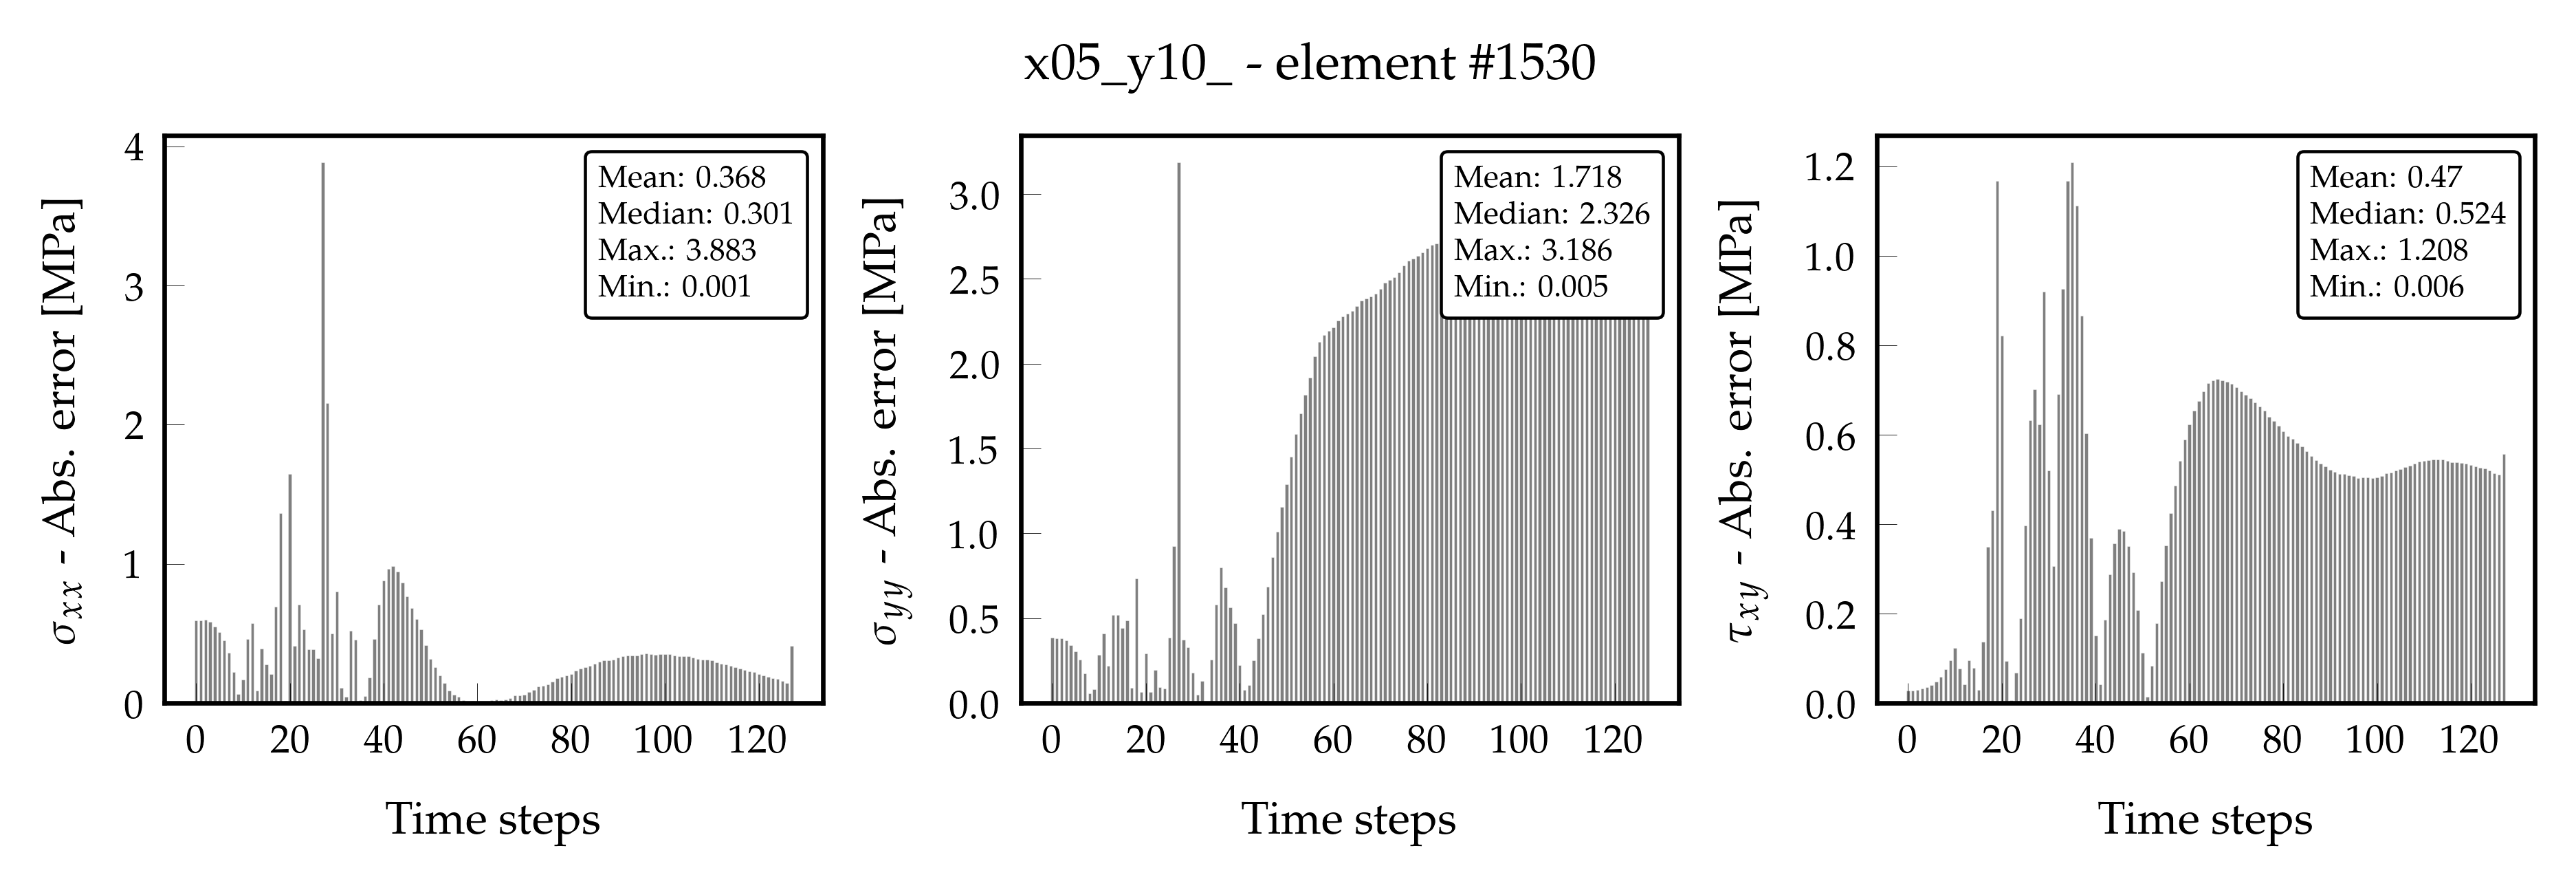 x05_y10_ - element #1530
σxx - Abs. error [MPa]
4
3
2
1
0
Mean: 0.368
Median: 0.301
Max.: 3.883
Min.: 0.001
0 20 40 60 80 100 120
Time steps
σyy - Abs. error [MPa]
3.0
2.5
2.0
1.5
1.0
0.5
0.0
Mean: 1.718
Median: 2.326
Max.: 3.186
Min.: 0.005
0 20 40 60 80 100 120
Time steps
τxy - Abs. error [MPa]
1.2
1.0
0.8
0.6
0.4
0.2
0.0
Mean: 0.47
Median: 0.524
Max.: 1.208
Min.: 0.006
0 20 40 60 80 100 120
Time steps